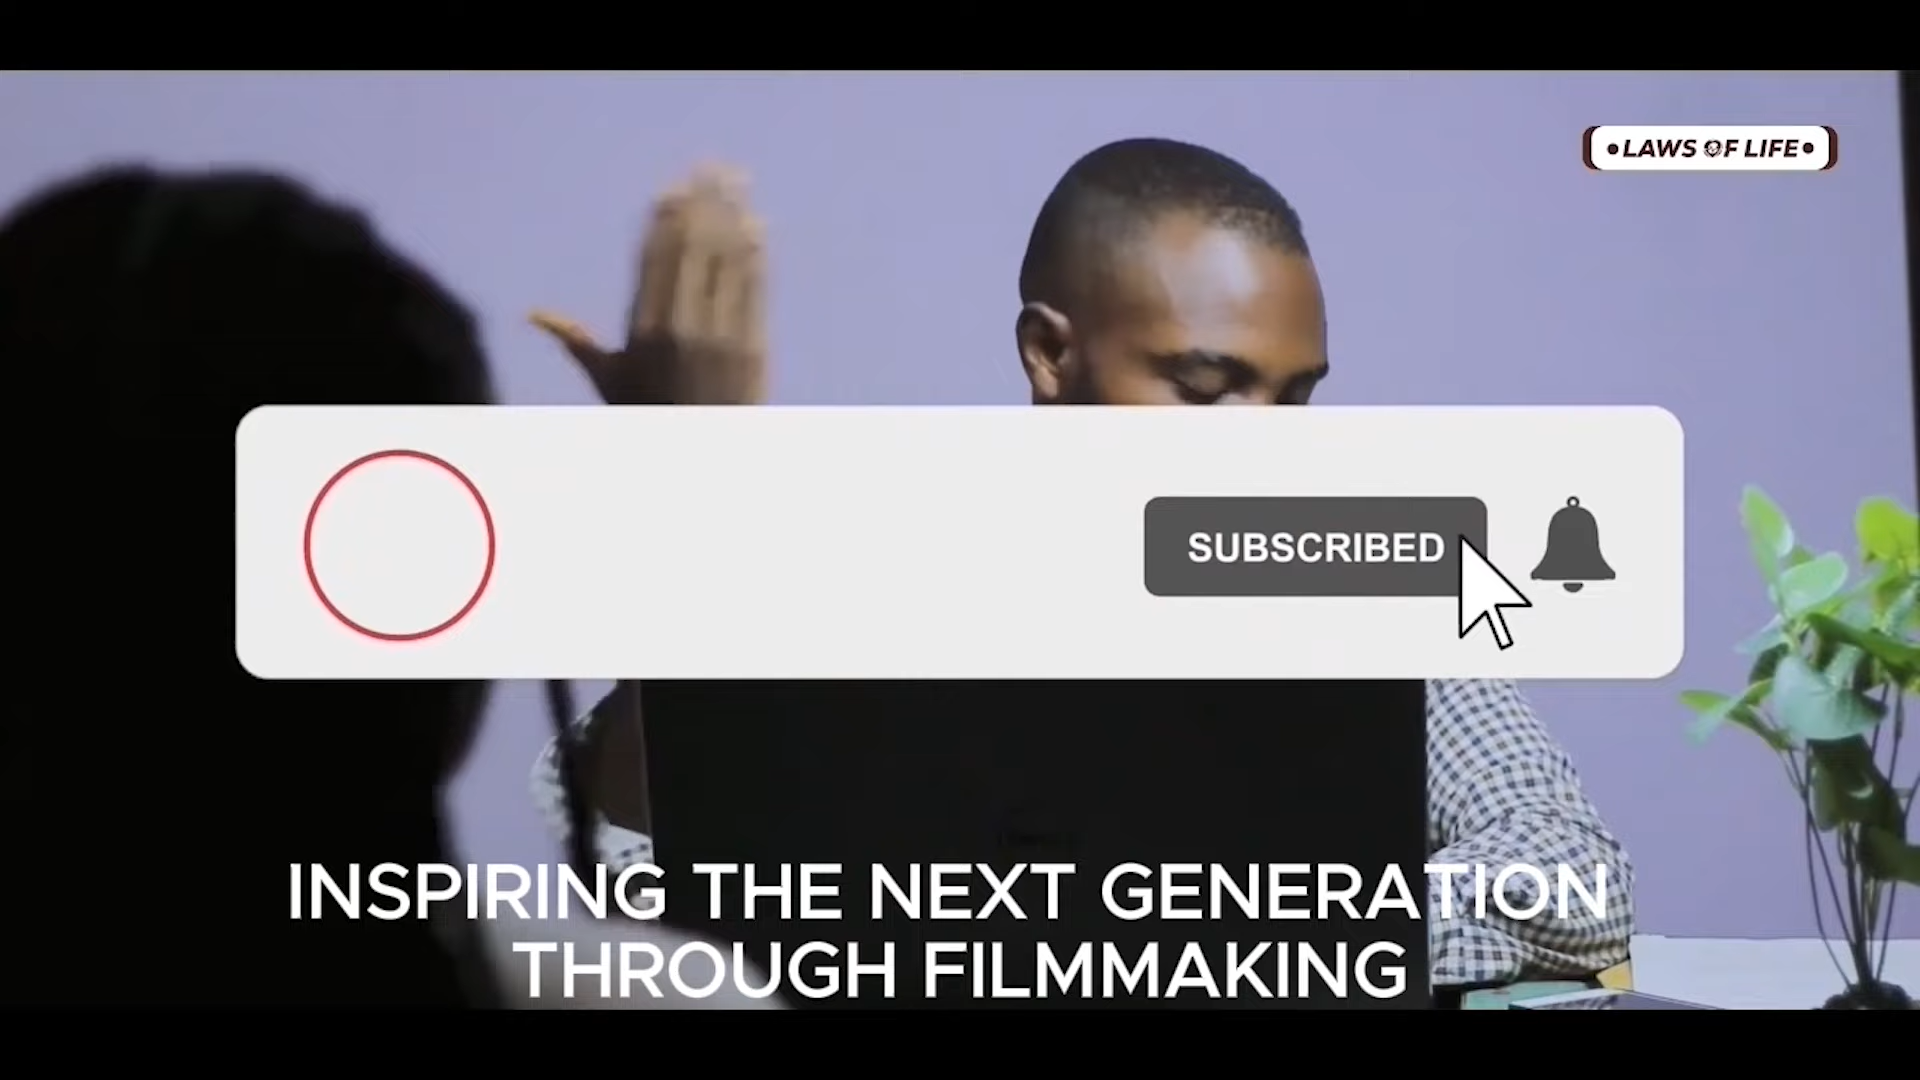 LAWS OF LIFE
SUBSCRIBED
INSPIRING THE NEXT GENERATION
THROUGH FILMMAKING